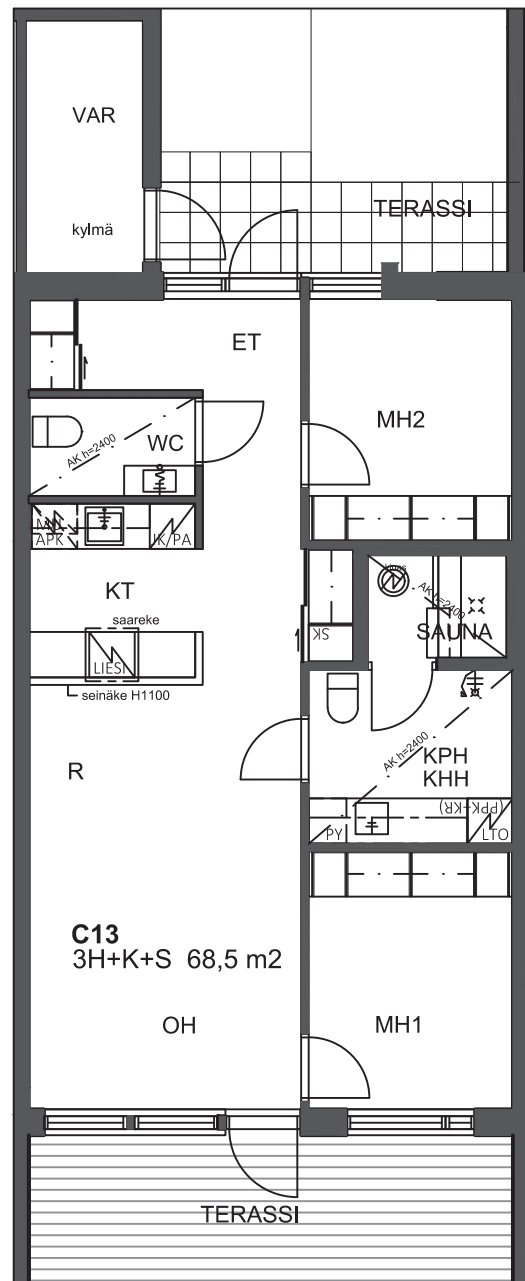 VAR
kylmä
TERASSI
ET
MH2
AK h=2400
WC
APK
JK/PA
KT
saareke
LIESI
seinäke H1100
SK
AK h=2400
SAUNA
R
AK h=2400
KPH
KHH
PY
(PPK+KR)
LTO
C13
3H+K+S 68,5 m2
OH
MH1
TERASSI